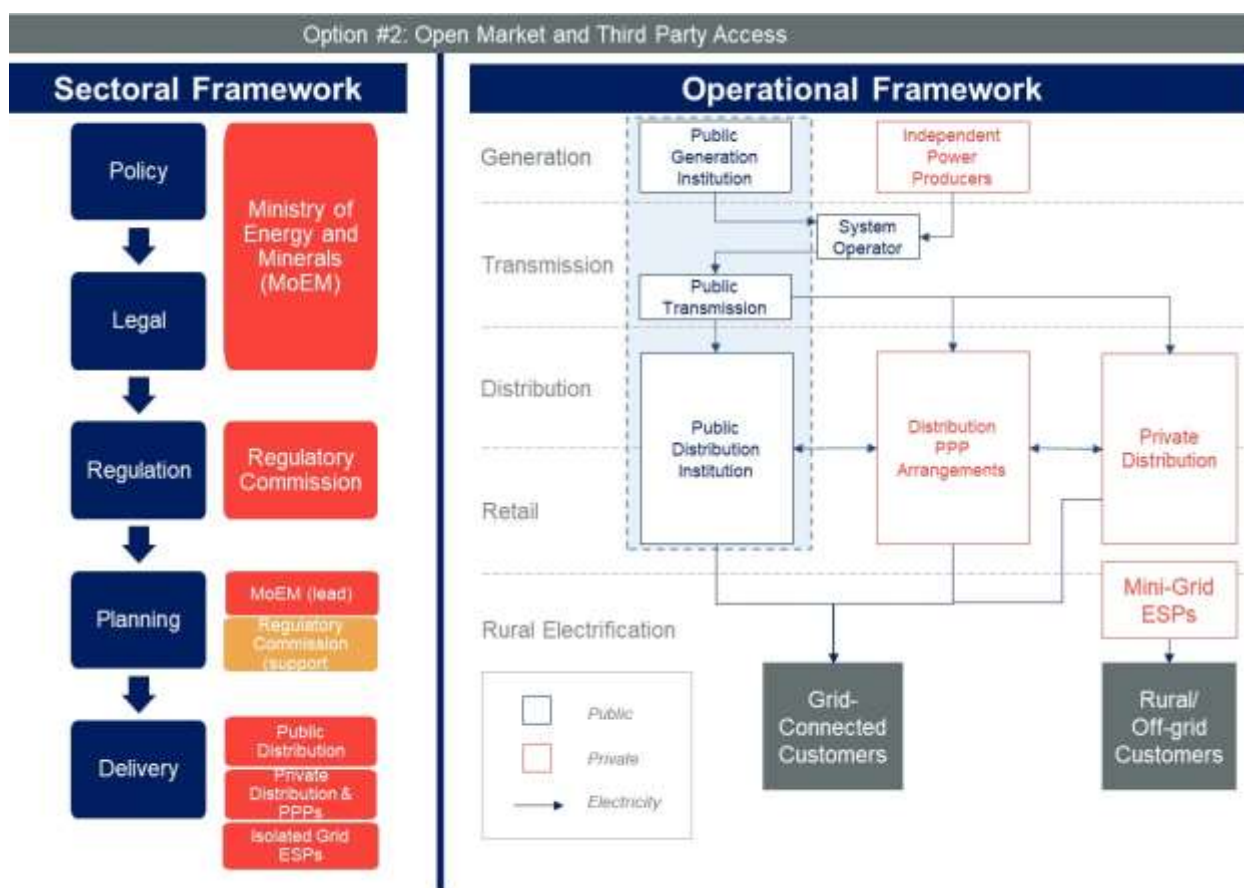 Option #2: Open Market and Third Party Access
Sectoral Framework
Policy
Ministry of
Energy and
Minerals
(MoEM)
Legal
Regulation
Regulatory
Commission
Planning
MoEM (lead)
Regulatory
Commission
(support
Delivery
Public
Distribution
Private
Distribution &
PPPs
Isolated Grid
ESPs
Operational Framework
Generation
Public
Generation
Institution
Independent
Power
Producers
Transmission
System
Operator
Public
Transmission
Distribution
Public
Distribution
Institution
Distribution
PPP
Arrangements
Private
Distribution
Retail
Rural Electrification
Mini-Grid
ESPs
Public
Private
Electricity
Grid-
Connected
Customers
Rural/
Off-grid
Customers